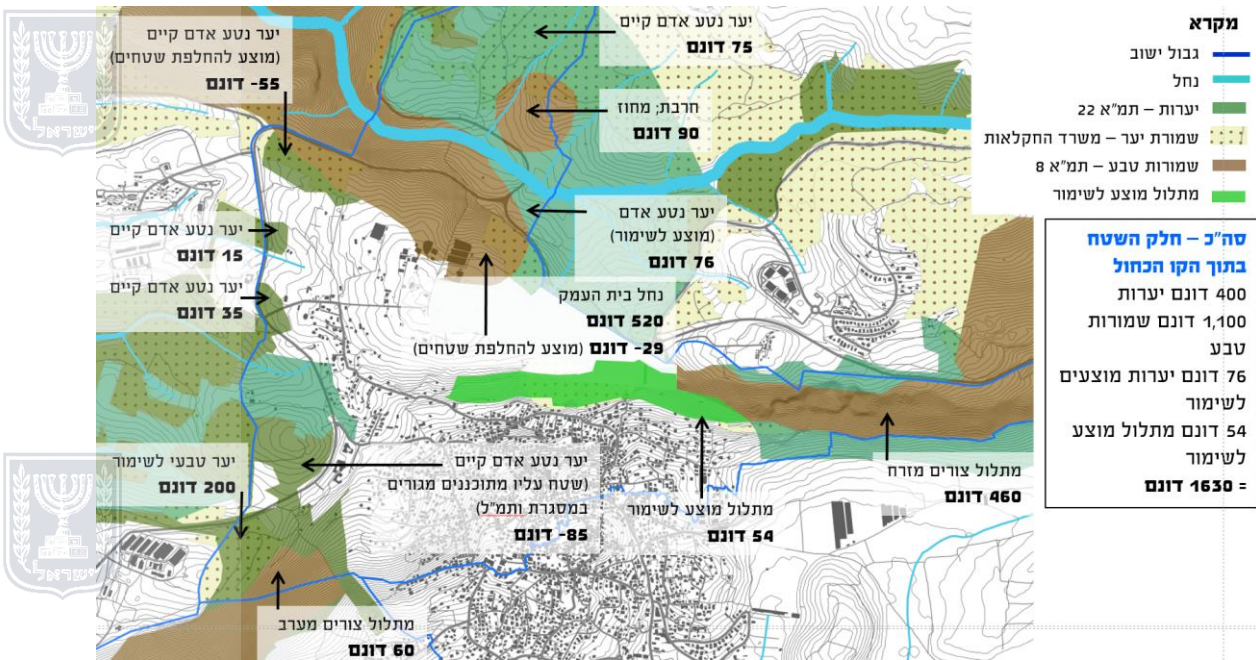 יער נטע אדם קיים
(מוצע להחלפת שטחים)
55- דונם
יער נטע אדם קיים
75 דונם
חרבת; מחוז
90 דונם
יער נטע אדם קיים
15 דונם
יער נטע אדם
(מוצע לשימור)
76 דונם
יער נטע אדם קיים
35 דונם
נחל בית העמק
520 דונם
29- דונם (מוצע להחלפת שטחים)
יער טבעי לשימור
200 דונם
יער נטע אדם קיים
(שטח עליו מתוכננים מגורים
במסגרת ותמ"ל)
85- דונם
מתלול מוצע לשימור
54 דונם
מתלול צורים מזרח
460 דונם
מתלול צורים מערב
60 דונם
מקרא
גבול ישוב
נחל
יערות – תמ"א 22
שמורת יער – משרד החקלאות
שמורות טבע – תמ"א 8
מתלול מוצע לשימור
סה"כ – חלק השטח
בתוך הקו הכחול
400 דונם יערות
1,100 דונם שמורות
טבע
76 דונם יערות מוצעים
לשימור
54 דונם מתלול מוצע
לשימור
= 1630 דונם
ישראל
ישראל